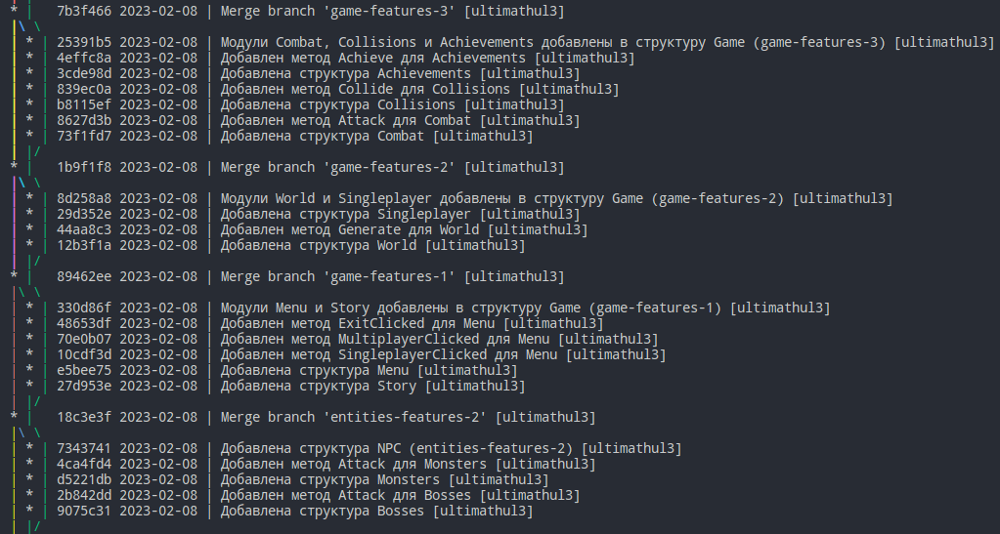 * |   7b3f466 2023-02-08 | Merge branch 'game-features-3' [ultimathul3]
|\ \
| * | 25391b5 2023-02-08 | Модули Combat, Collisions и Achievements добавлены в структуру Game (game-features-3) [ultimathul3]
| * | 4effc8a 2023-02-08 | Добавлен метод Achieve для Achievements [ultimathul3]
| * | 3cde98d 2023-02-08 | Добавлена структура Achievements [ultimathul3]
| * | 839ec0a 2023-02-08 | Добавлен метод Collide для Collisions [ultimathul3]
| * | b8115ef 2023-02-08 | Добавлена структура Collisions [ultimathul3]
| * | 8627d3b 2023-02-08 | Добавлен метод Attack для Combat [ultimathul3]
| * | 73f1fd7 2023-02-08 | Добавлена структура Combat [ultimathul3]
| |/
* |   1b9f1f8 2023-02-08 | Merge branch 'game-features-2' [ultimathul3]
|\ \
| * | 8d258a8 2023-02-08 | Модули World и Singleplayer добавлены в структуру Game (game-features-2) [ultimathul3]
| * | 29d352e 2023-02-08 | Добавлена структура Singleplayer [ultimathul3]
| * | 44aa8c3 2023-02-08 | Добавлен метод Generate для World [ultimathul3]
| * | 12b3f1a 2023-02-08 | Добавлена структура World [ultimathul3]
| |/
* |   89462ee 2023-02-08 | Merge branch 'game-features-1' [ultimathul3]
|\ \
| * | 330d86f 2023-02-08 | Модули Menu и Story добавлены в структуру Game (game-features-1) [ultimathul3]
| * | 48653df 2023-02-08 | Добавлен метод ExitClicked для Menu [ultimathul3]
| * | 70e0b07 2023-02-08 | Добавлен метод MultiplayerClicked для Menu [ultimathul3]
| * | 10cdf3d 2023-02-08 | Добавлен метод SingleplayerClicked для Menu [ultimathul3]
| * | e5bee75 2023-02-08 | Добавлена структура Menu [ultimathul3]
| * | 27d953e 2023-02-08 | Добавлена структура Story [ultimathul3]
| |/
* |   18c3e3f 2023-02-08 | Merge branch 'entities-features-2' [ultimathul3]
|\ \
| * | 7343741 2023-02-08 | Добавлена структура NPC (entities-features-2) [ultimathul3]
| * | 4ca4fd4 2023-02-08 | Добавлен метод Attack для Monsters [ultimathul3]
| * | d5221db 2023-02-08 | Добавлена структура Monsters [ultimathul3]
| * | 2b842dd 2023-02-08 | Добавлен метод Attack для Bosses [ultimathul3]
| * | 9075c31 2023-02-08 | Добавлена структура Bosses [ultimathul3]
| |/